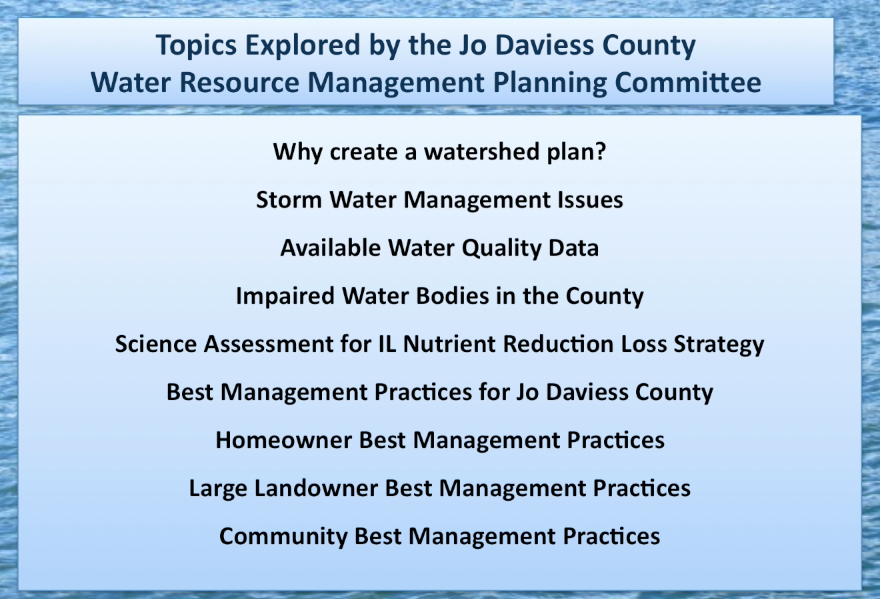 Topics Explored by the Jo Daviess County
Water Resource Management Planning Committee
Why create a watershed plan?
Storm Water Management Issues
Available Water Quality Data
Impaired Water Bodies in the County
Science Assessment for IL Nutrient Reduction Loss Strategy
Best Management Practices for Jo Daviess County
Homeowner Best Management Practices
Large Landowner Best Management Practices
Community Best Management Practices